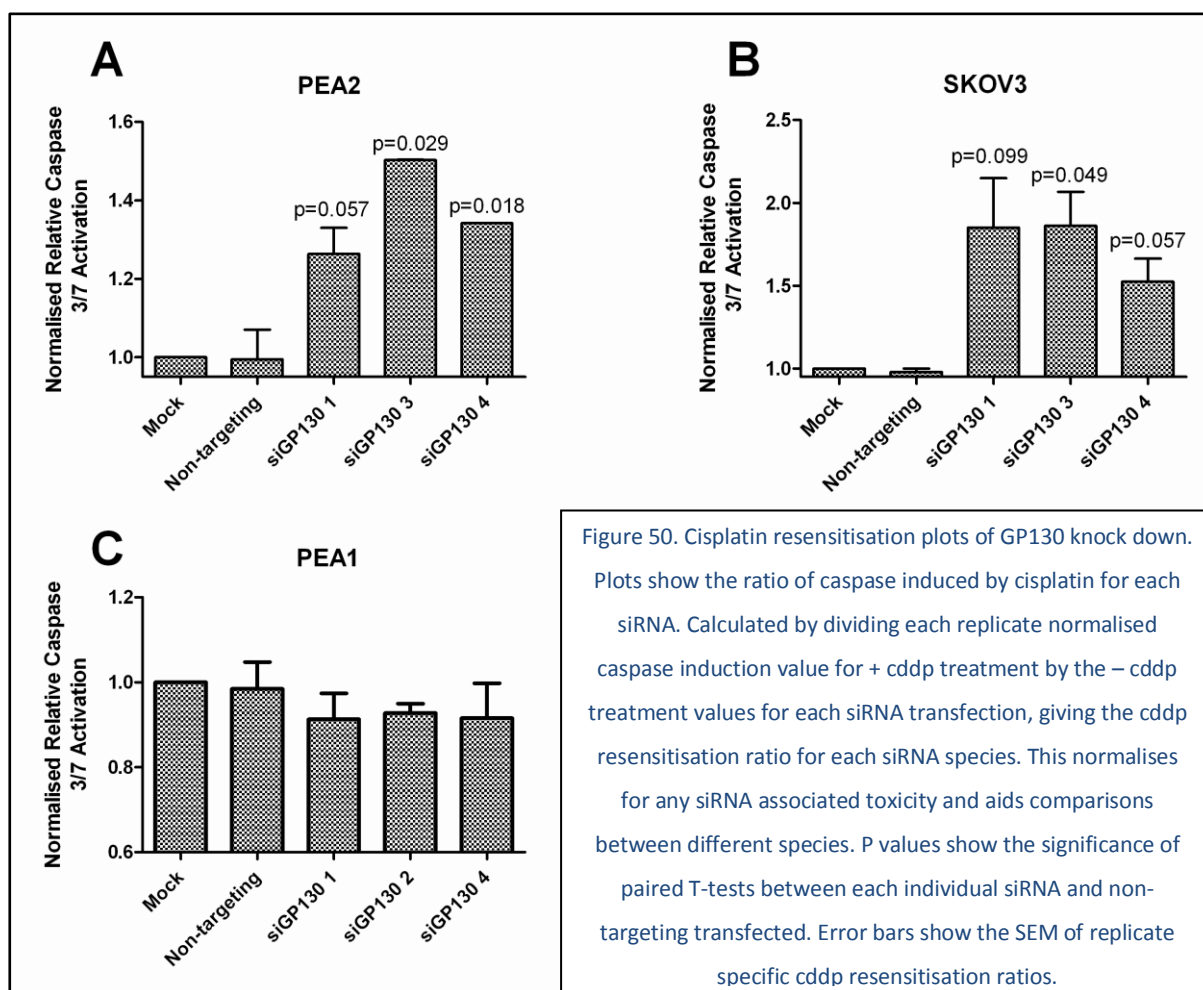 A
PEA2
Normalised Relative Caspase
3/7 Activation
1.6
1.4
1.2
1.0
p=0.057
p=0.029
p=0.018
Mock
Non-targeting
siGP130 1
siGP130 3
siGP130 4
B
SKOV3
Normalised Relative Caspase
3/7 Activation
2.5
2.0
1.5
1.0
p=0.099
p=0.049
p=0.057
Mock
Non-targeting
siGP130 1
siGP130 3
siGP130 4
C
PEA1
Normalised Relative Caspase
3/7 Activation
1.2
1.0
0.8
0.6
Mock
Non-targeting
siGP130 1
siGP130 2
siGP130 4
Figure 50. Cisplatin resensitisation plots of GP130 knock down.
Plots show the ratio of caspase induced by cisplatin for each
siRNA. Calculated by dividing each replicate normalised
caspase induction value for + cddp treatment by the – cddp
treatment values for each siRNA transfection, giving the cddp
resensitisation ratio for each siRNA species. This normalises
for any siRNA associated toxicity and aids comparisons
between different species. P values show the significance of
paired T-tests between each individual siRNA and non-
targeting transfected. Error bars show the SEM of replicate
specific cddp resensitisation ratios.